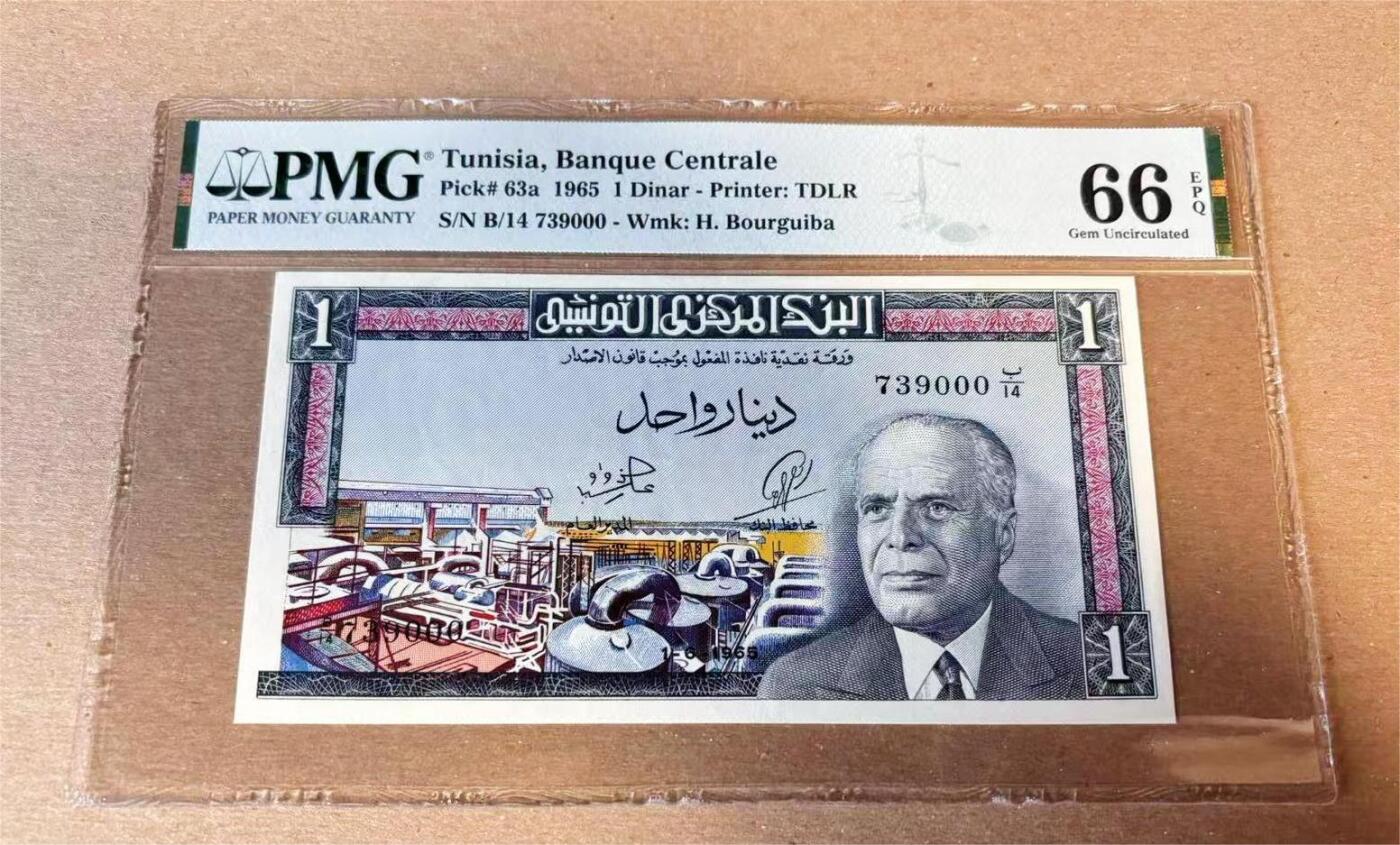 PMG®
PAPER MONEY GUARANTY
Tunisia, Banque Centrale
Pick# 63a 1965 1 Dinar - Printer: TDLR
S/N B/14 739000 - Wmk: H. Bourguiba
66
EPQ
Gem Uncirculated
1
البنك المركزي التونسي
1
ورقة نقدية نافذة المفعول بموجب قانون الاصدار
739000 ب/14
دينار واحد
المدير العام
محافظ البنك
739000
1-6-1965
1